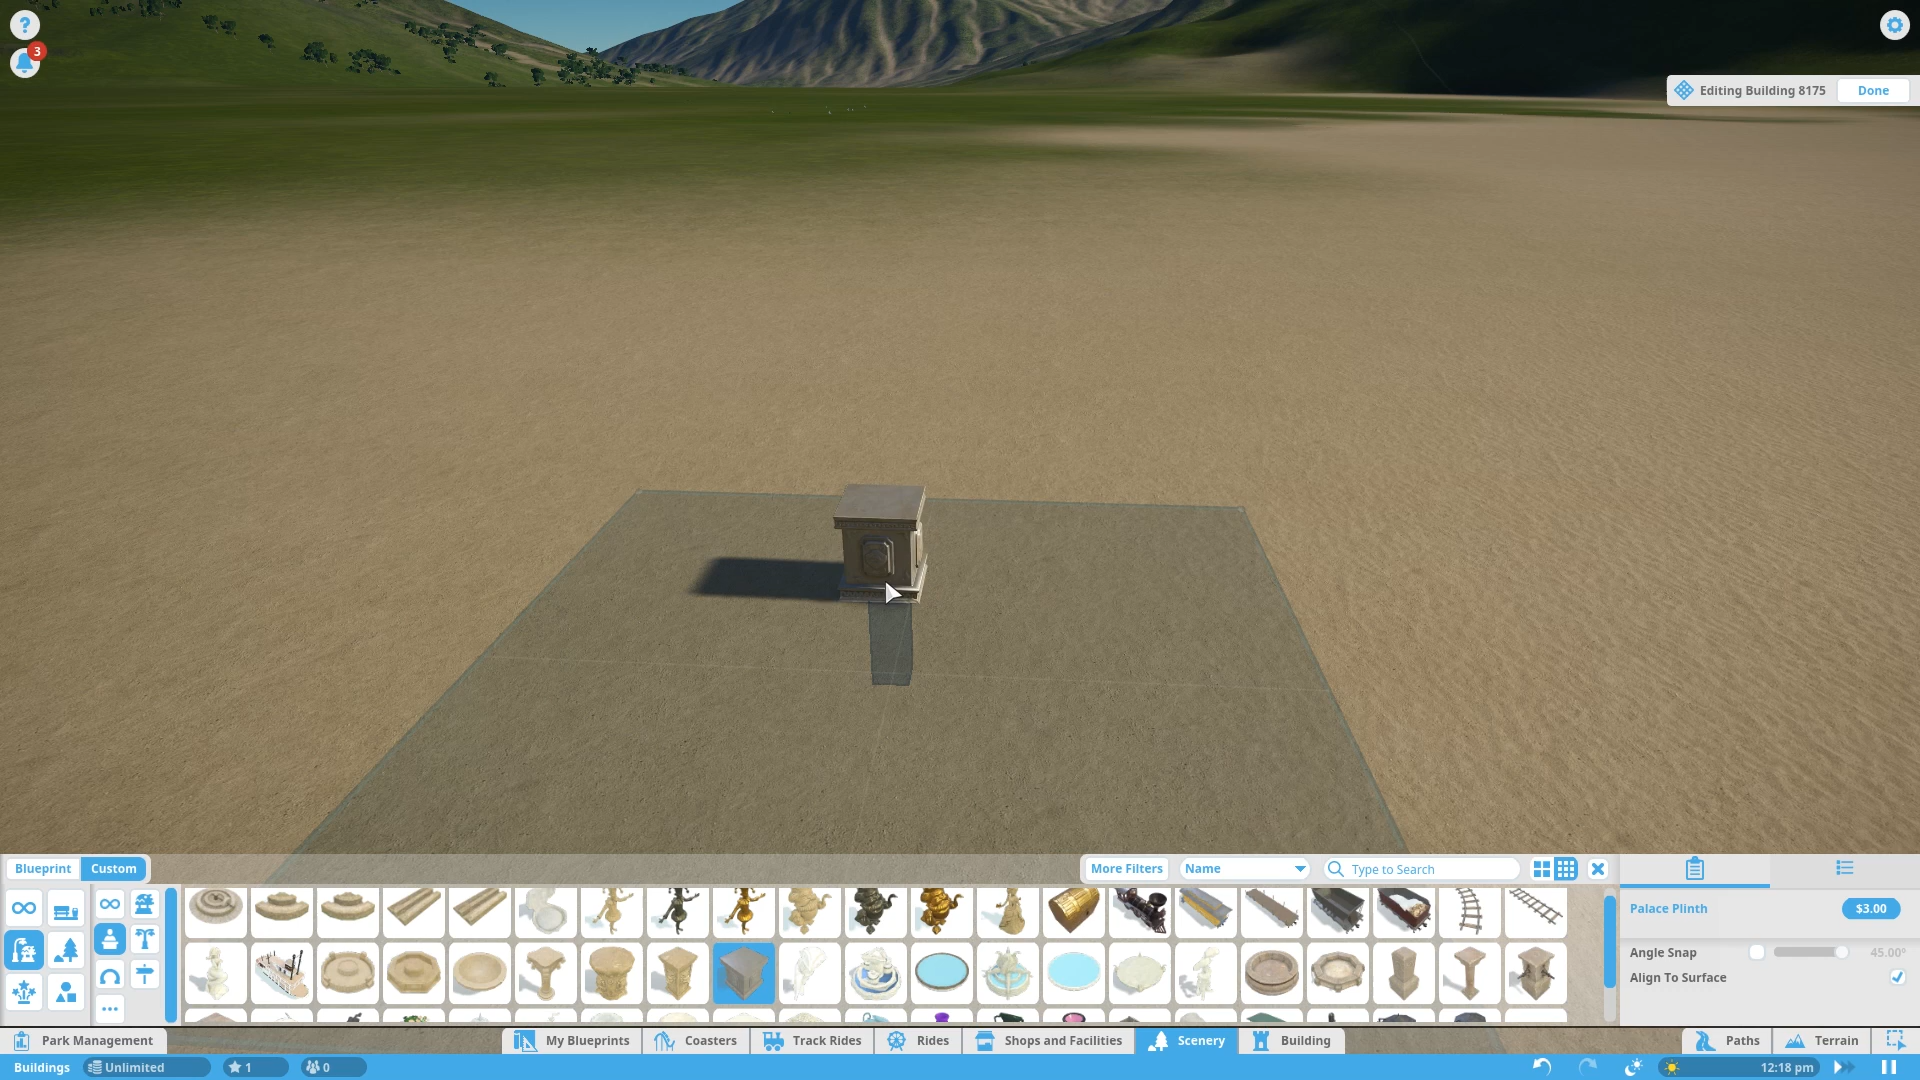 ?
3
Editing Building 8175
Done
Blueprint
Custom
More Filters
Name
Type to Search
Palace Plinth
$3.00
Angle Snap
45.00°
Align To Surface
Park Management
My Blueprints
Coasters
Track Rides
Rides
Shops and Facilities
Scenery
Building
Paths
Terrain
Buildings
Unlimited
1
0
12:18 pm